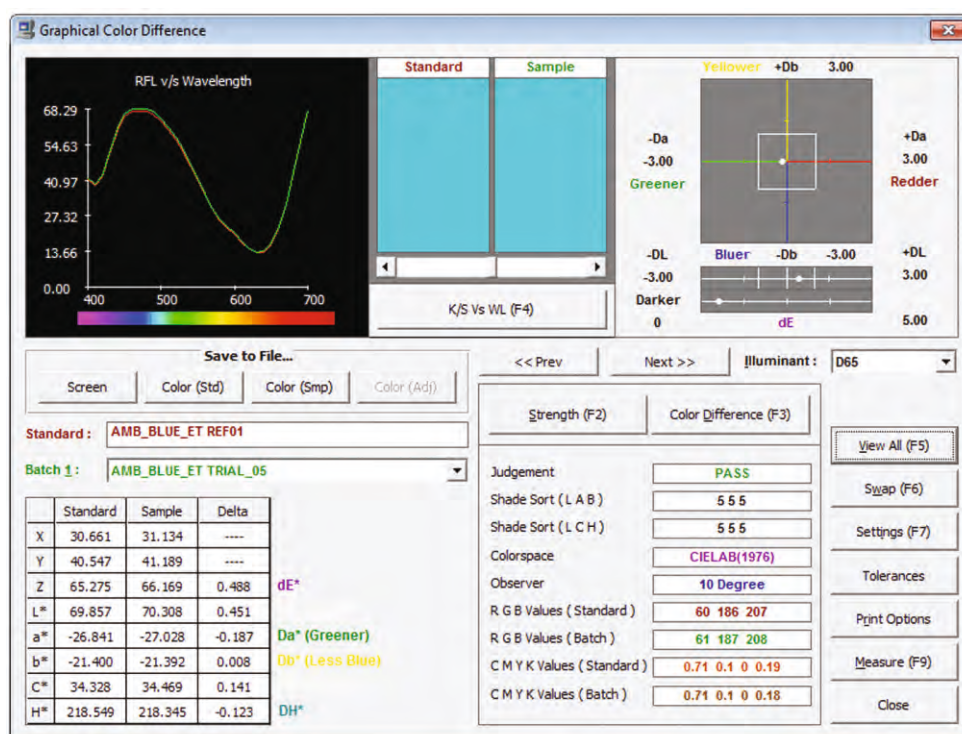 Graphical Color Difference
RFL v/s Wavelength
68.29
54.63
40.97
27.32
13.66
0.00
400 500 600 700
Standard Sample
K/S Vs WL (F4)
Yellower +Db 3.00
-Da
-3.00
Greener
+Da
3.00
Redder
-DL Bluer -Db -3.00 +DL
-3.00 3.00
Darker
0 dE 5.00
Save to File...
Screen Color (Std) Color (Smp) Color (Adj)
<< Prev Next >> Illuminant : D65
Standard : AMB_BLUE_ET REF01
Batch 1 : AMB_BLUE_ET TRIAL_05
Standard Sample Delta
X 30.661 31.134 ----
Y 40.547 41.189 ----
Z 65.275 66.169 0.488 dE*
L* 69.857 70.308 0.451
a* -26.841 -27.028 -0.187 Da* (Greener)
b* -21.400 -21.392 0.008 Db* (Less Blue)
C* 34.328 34.469 0.141
H* 218.549 218.345 -0.123 DH*
Strength (F2) Color Difference (F3)
Judgement PASS
Shade Sort ( L A B ) 5 5 5
Shade Sort ( L C H ) 5 5 5
Colorspace CIELAB(1976)
Observer 10 Degree
R G B Values ( Standard ) 60 186 207
R G B Values ( Batch ) 61 187 208
C M Y K Values ( Standard ) 0.71 0.1 0 0.19
C M Y K Values ( Batch ) 0.71 0.1 0 0.18
View All (F5)
Swap (F6)
Settings (F7)
Tolerances
Print Options
Measure (F9)
Close